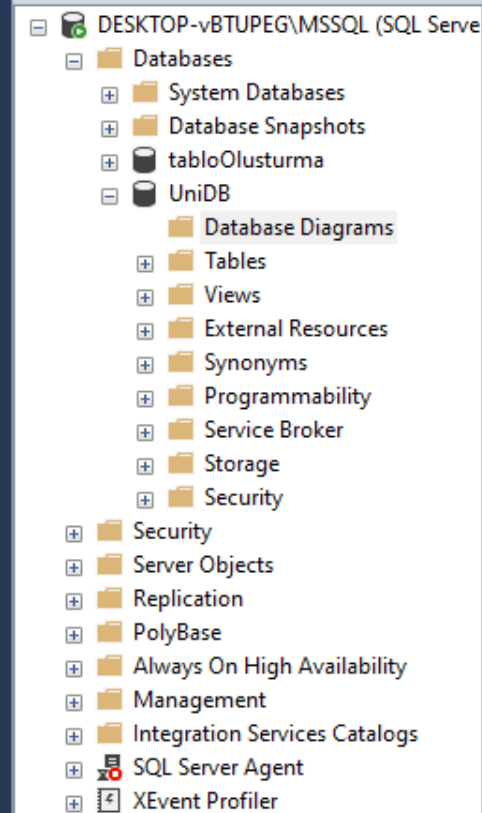 DESKTOP-vBTUPEG\MSSQL (SQL Serve
Databases
System Databases
Database Snapshots
tabloOlusturma
UniDB
Database Diagrams
Tables
Views
External Resources
Synonyms
Programmability
Service Broker
Storage
Security
Security
Server Objects
Replication
PolyBase
Always On High Availability
Management
Integration Services Catalogs
SQL Server Agent
XEvent Profiler